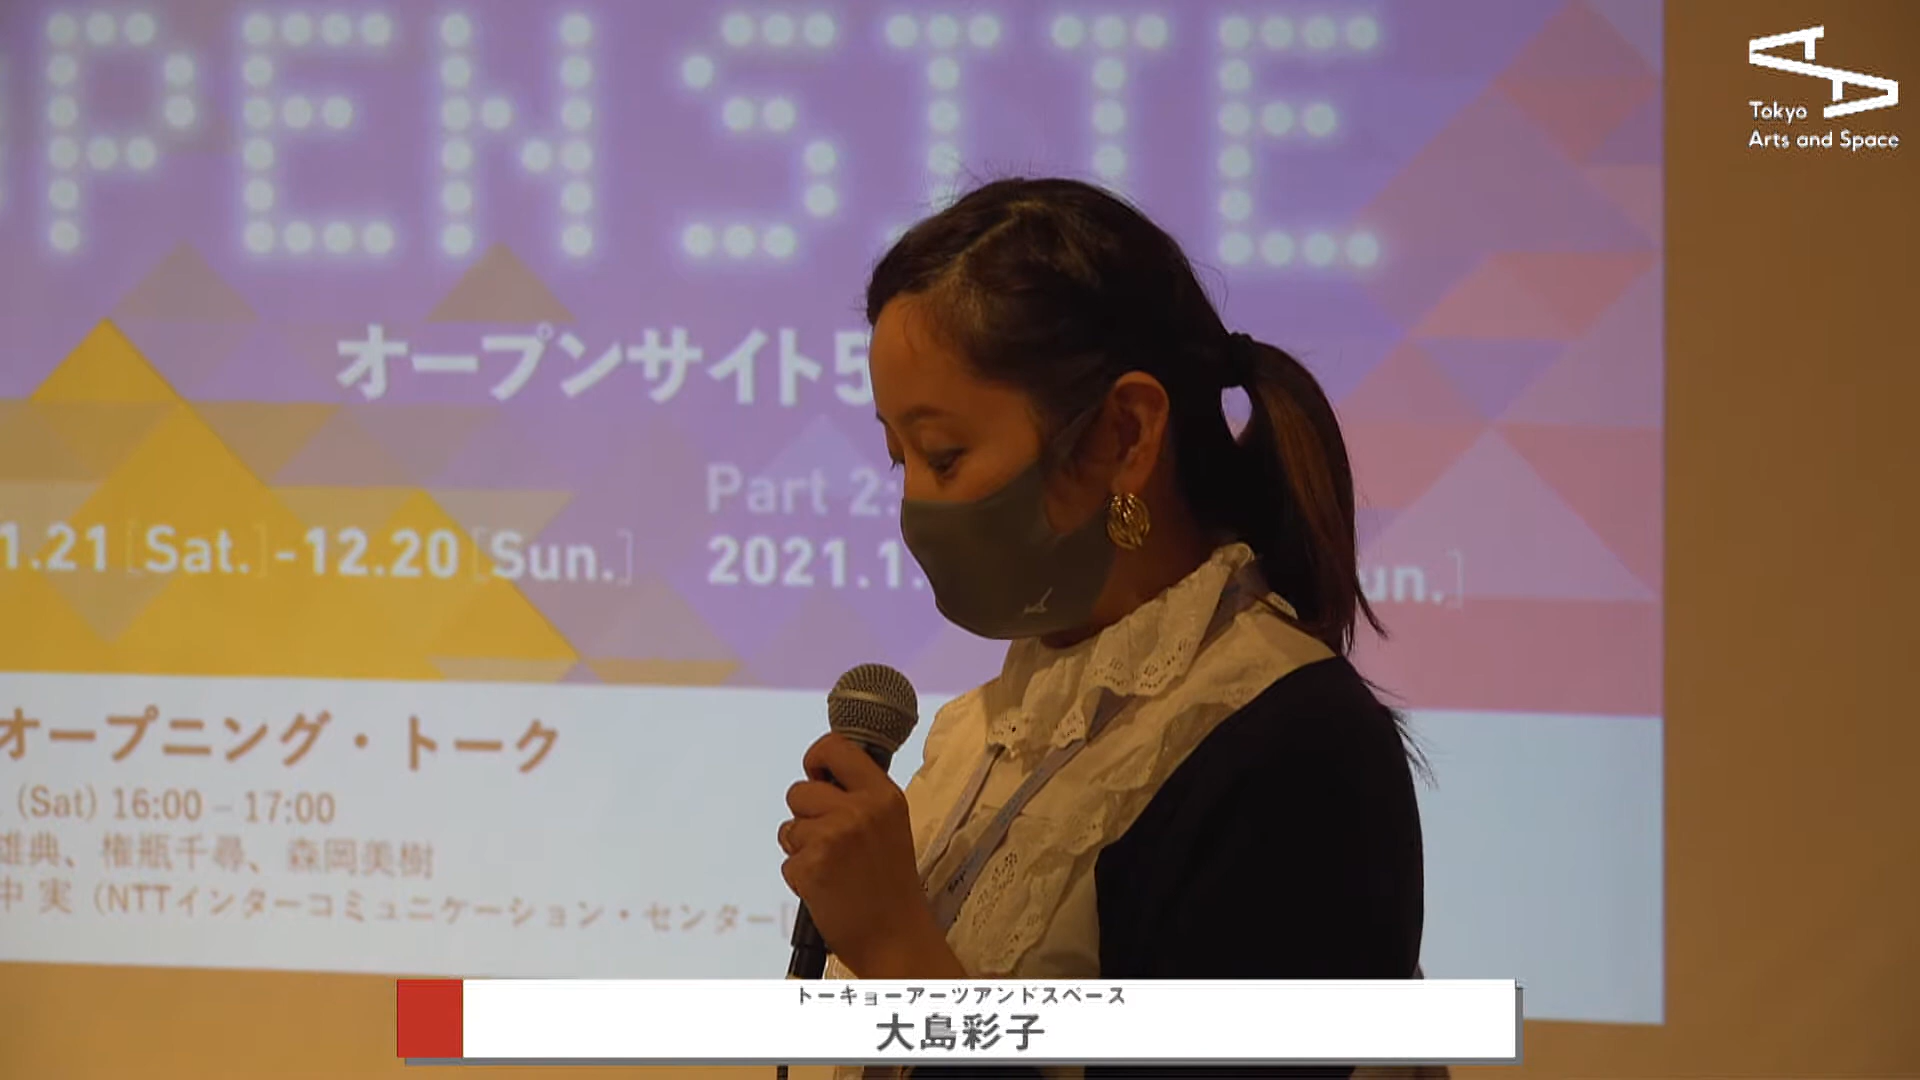 PEN SITE
Tokyo
Arts and Space
オープンサイト5
Part 2:
1.21 [Sat.]-12.20 [Sun.]
2021.1.
un.]
オープニング・トーク
(Sat) 16:00 – 17:00
雄典、権瓶千尋、森岡美樹
中 実（NTTインターコミュニケーション・センター[
トーキョーアーツアンドスペース
大島彩子